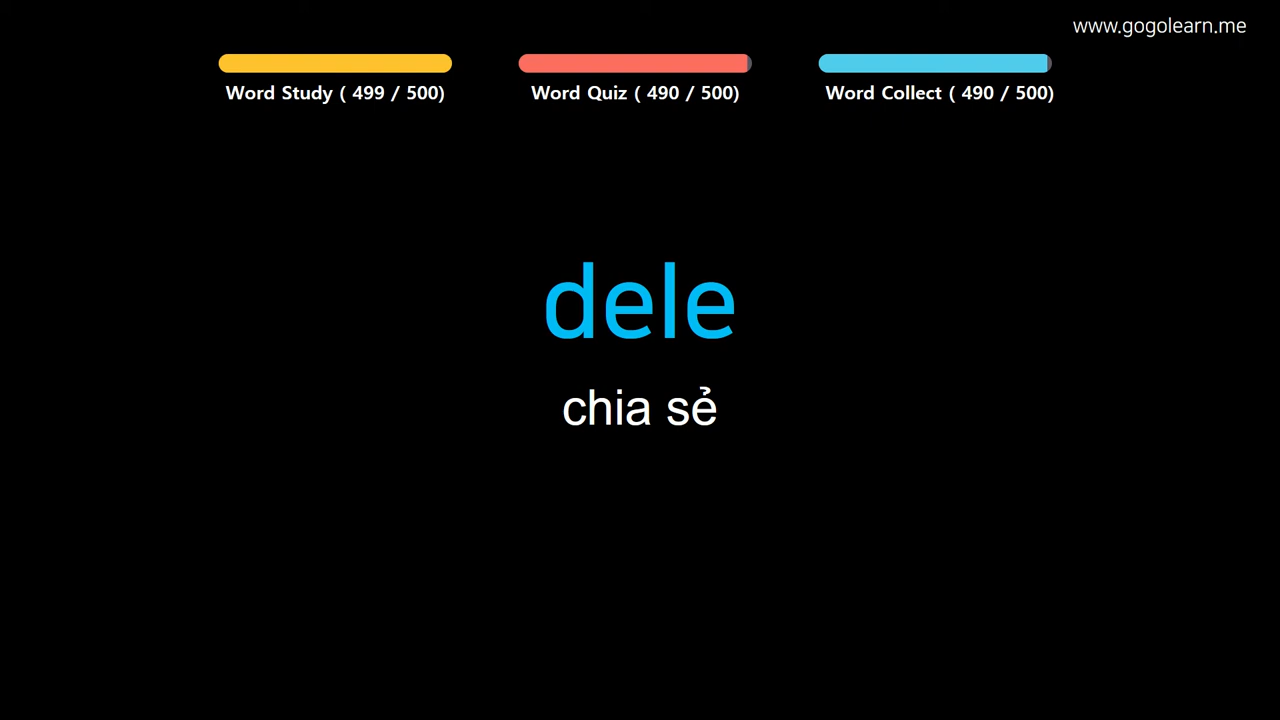 www.gogolearn.me
Word Study ( 499 / 500)
Word Quiz ( 490 / 500)
Word Collect ( 490 / 500)
dele
chia sẻ